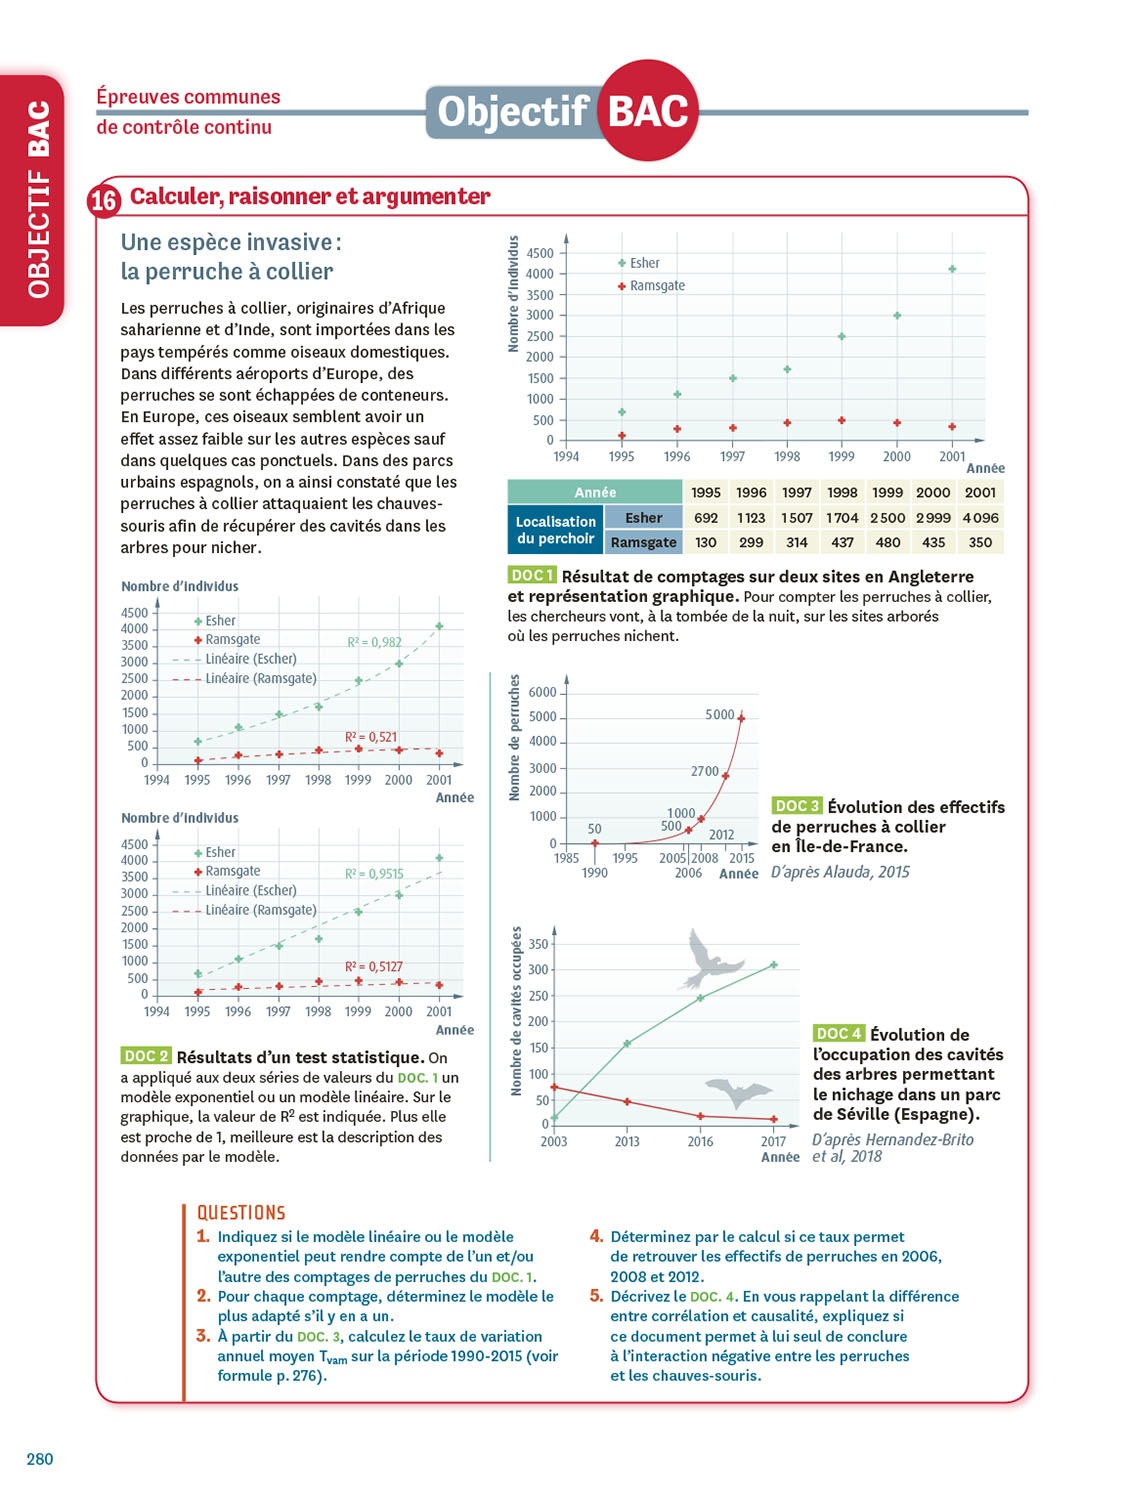 OBJECTIF BAC
Épreuves communes
de contrôle continu
Objectif BAC
16 Calculer, raisonner et argumenter
Une espèce invasive :
la perruche à collier
Les perruches à collier, originaires d'Afrique
saharienne et d'Inde, sont importées dans les
pays tempérés comme oiseaux domestiques.
Dans différents aéroports d'Europe, des
perruches se sont échappées de conteneurs.
En Europe, ces oiseaux semblent avoir un
effet assez faible sur les autres espèces sauf
dans quelques cas ponctuels. Dans des parcs
urbains espagnols, on a ainsi constaté que les
perruches à collier attaquaient les chauves-
souris afin de récupérer des cavités dans les
arbres pour nicher.
Nombre d'individus
4500
4000
3500
3000
2500
2000
1500
1000
500
0
Esher
Ramsgate
1994 1995 1996 1997 1998 1999 2000 2001
Année
Année 1995 1996 1997 1998 1999 2000 2001
Localisation
du perchoir
Esher 692 1 123 1 507 1 704 2 500 2 999 4 096
Ramsgate 130 299 314 437 480 435 350
DOC 1 Résultat de comptages sur deux sites en Angleterre
et représentation graphique. Pour compter les perruches à collier,
les chercheurs vont, à la tombée de la nuit, sur les sites arborés
où les perruches nichent.
Nombre d'individus
4500
4000
3500
3000
2500
2000
1500
1000
500
0
Esher
Ramsgate
Linéaire (Escher)
Linéaire (Ramsgate)
R² = 0,982
R² = 0,521
1994 1995 1996 1997 1998 1999 2000 2001
Année
Nombre d'individus
4500
4000
3500
3000
2500
2000
1500
1000
500
0
Esher
Ramsgate
Linéaire (Escher)
Linéaire (Ramsgate)
R² = 0,9515
R² = 0,5127
1994 1995 1996 1997 1998 1999 2000 2001
Année
DOC 2 Résultats d'un test statistique. On
a appliqué aux deux séries de valeurs du DOC. 1 un
modèle exponentiel ou un modèle linéaire. Sur le
graphique, la valeur de R² est indiquée. Plus elle
est proche de 1, meilleure est la description des
données par le modèle.
Nombre de perruches
6000
5000
4000
3000
2000
1000
0
50
500
1000
2700
5000
2012
1985 1995 2005 2008 2015
1990 2006 Année
DOC 3 Évolution des effectifs
de perruches à collier
en Île-de-France.
D'après Alauda, 2015
Nombre de cavités occupées
350
300
250
200
150
100
50
0
2003 2013 2016 2017
Année
DOC 4 Évolution de
l'occupation des cavités
des arbres permettant
le nichage dans un parc
de Séville (Espagne).
D'après Hernandez-Brito
et al, 2018
QUESTIONS
1. Indiquez si le modèle linéaire ou le modèle
exponentiel peut rendre compte de l'un et/ou
l'autre des comptages de perruches du DOC. 1.
2. Pour chaque comptage, déterminez le modèle le
plus adapté s'il y en a un.
3. À partir du DOC. 3, calculez le taux de variation
annuel moyen Tvam sur la période 1990-2015 (voir
formule p. 276).
4. Déterminez par le calcul si ce taux permet
de retrouver les effectifs de perruches en 2006,
2008 et 2012.
5. Décrivez le DOC. 4. En vous rappelant la différence
entre corrélation et causalité, expliquez si
ce document permet à lui seul de conclure
à l'interaction négative entre les perruches
et les chauves-souris.
280